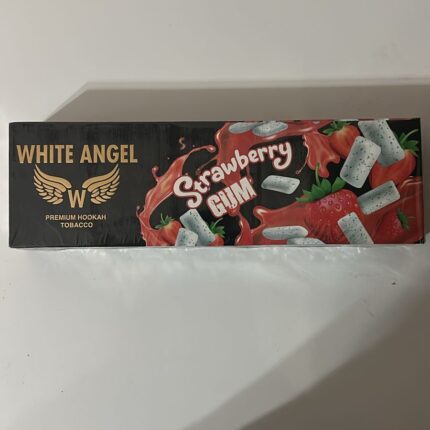 WHITE ANGEL
W
PREMIUM HOOKAH
TOBACCO
Strawberry
GUM